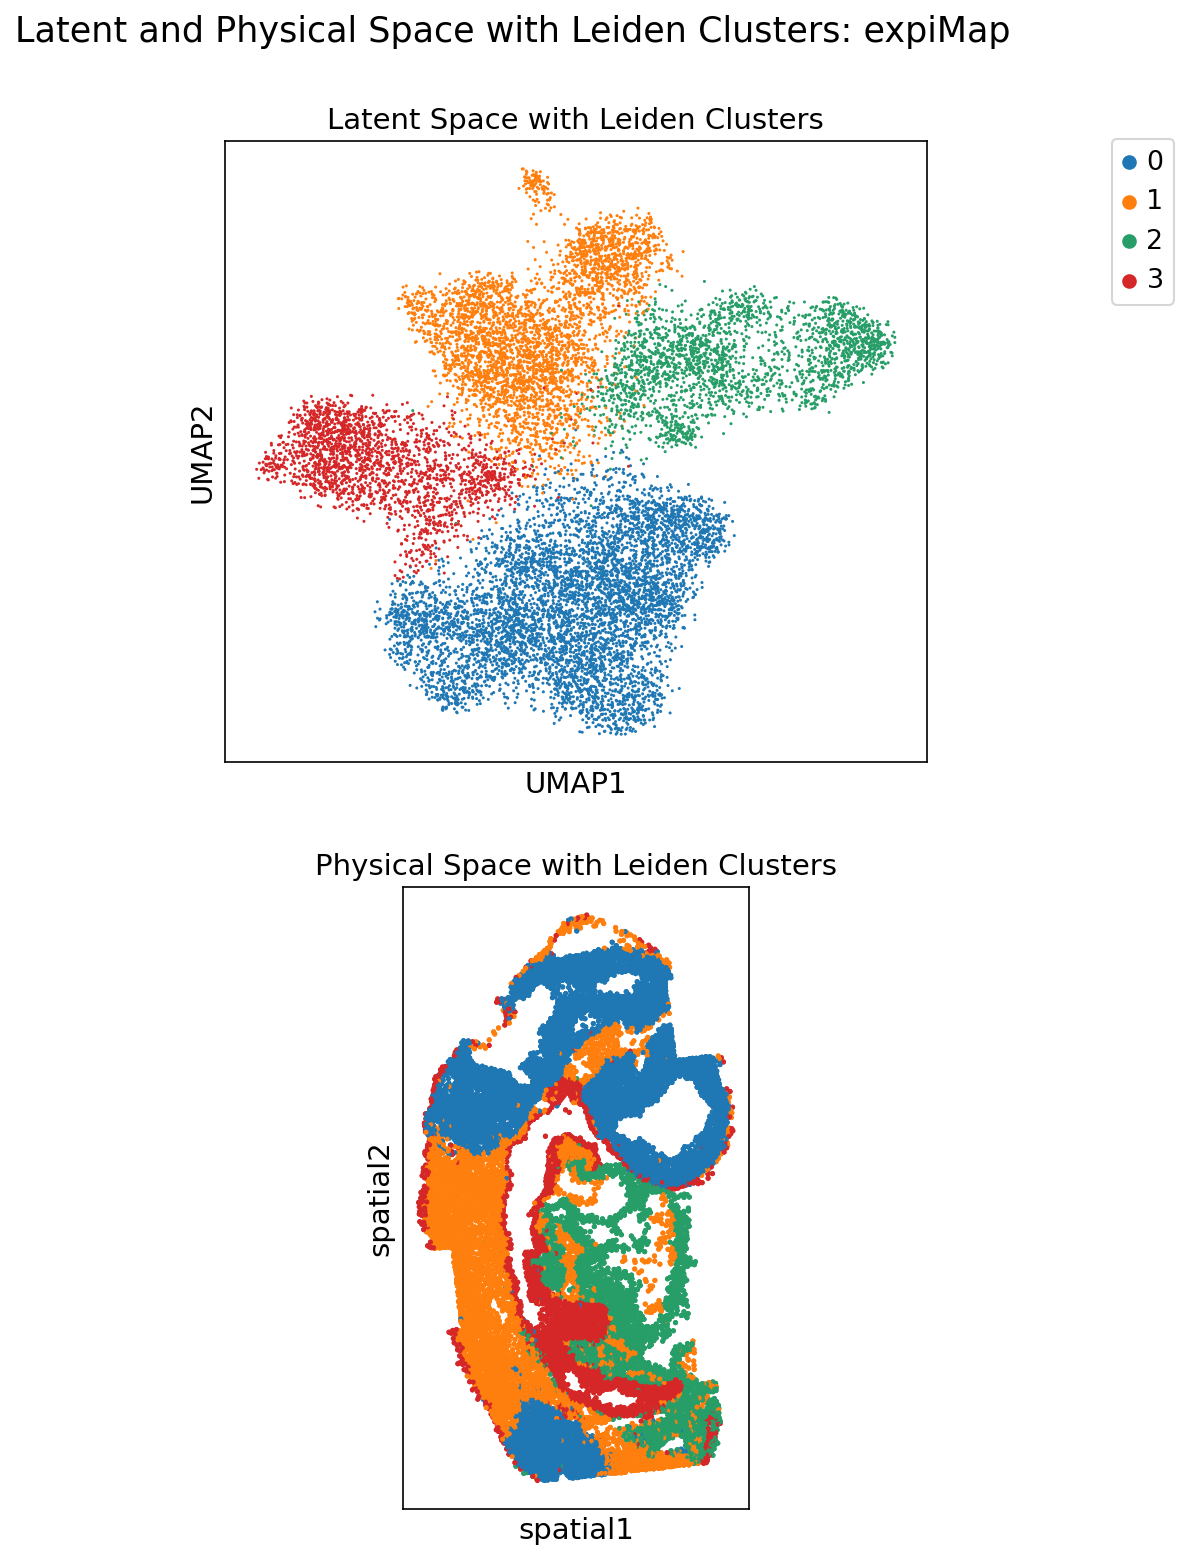 Latent and Physical Space with Leiden Clusters: expiMap
Latent Space with Leiden Clusters
0
1
2
3
UMAP2
UMAP1
Physical Space with Leiden Clusters
spatial2
spatial1